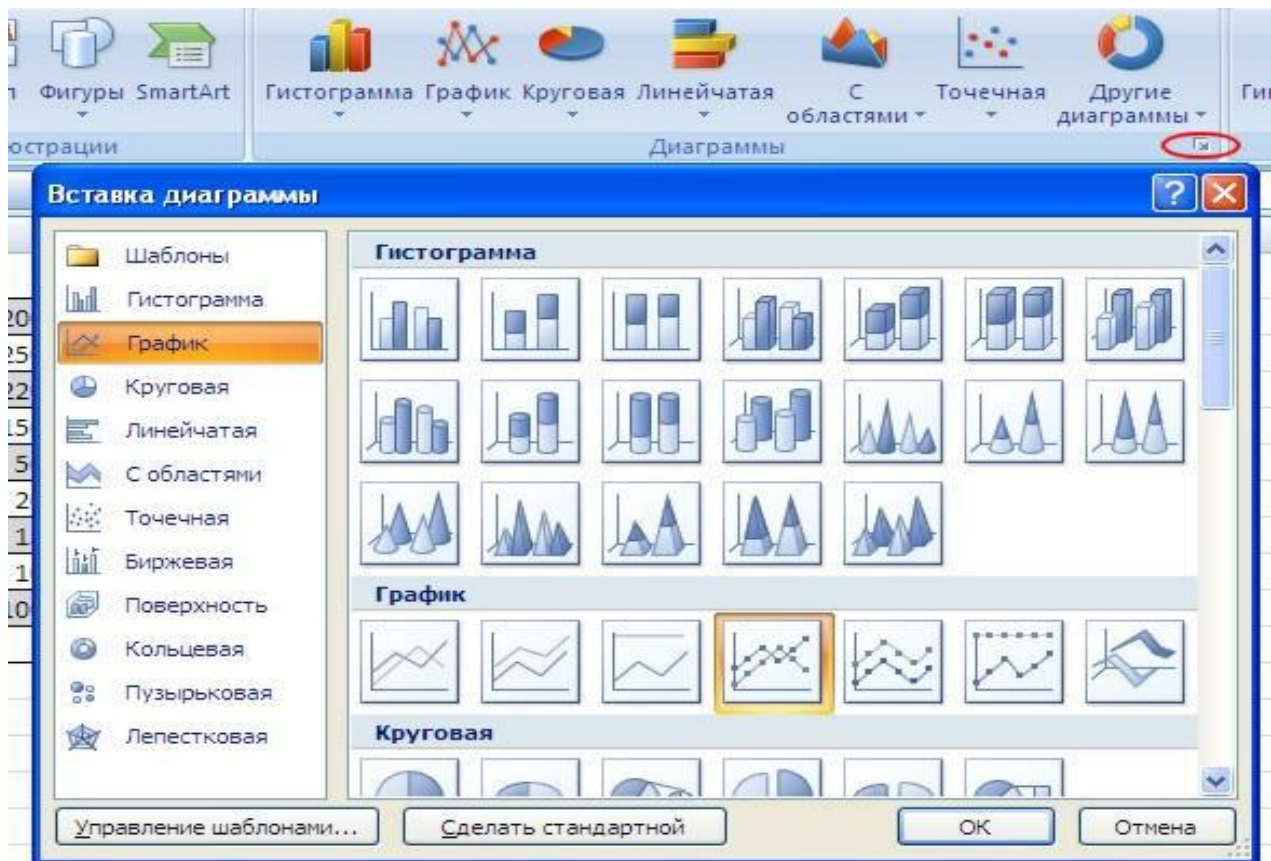 Фигуры SmartArt Гистограмма График Круговая Линейчатая С областями Точечная Другие диаграммы
Диаграммы
Вставка диаграммы
Шаблоны
Гистограмма
График
Круговая
Линейчатая
С областями
Точечная
Биржевая
Поверхность
Кольцевая
Пузырьковая
Лепестковая
Гистограмма
График
Круговая
Управление шаблонами...
Сделать стандартной
ОК
Отмена